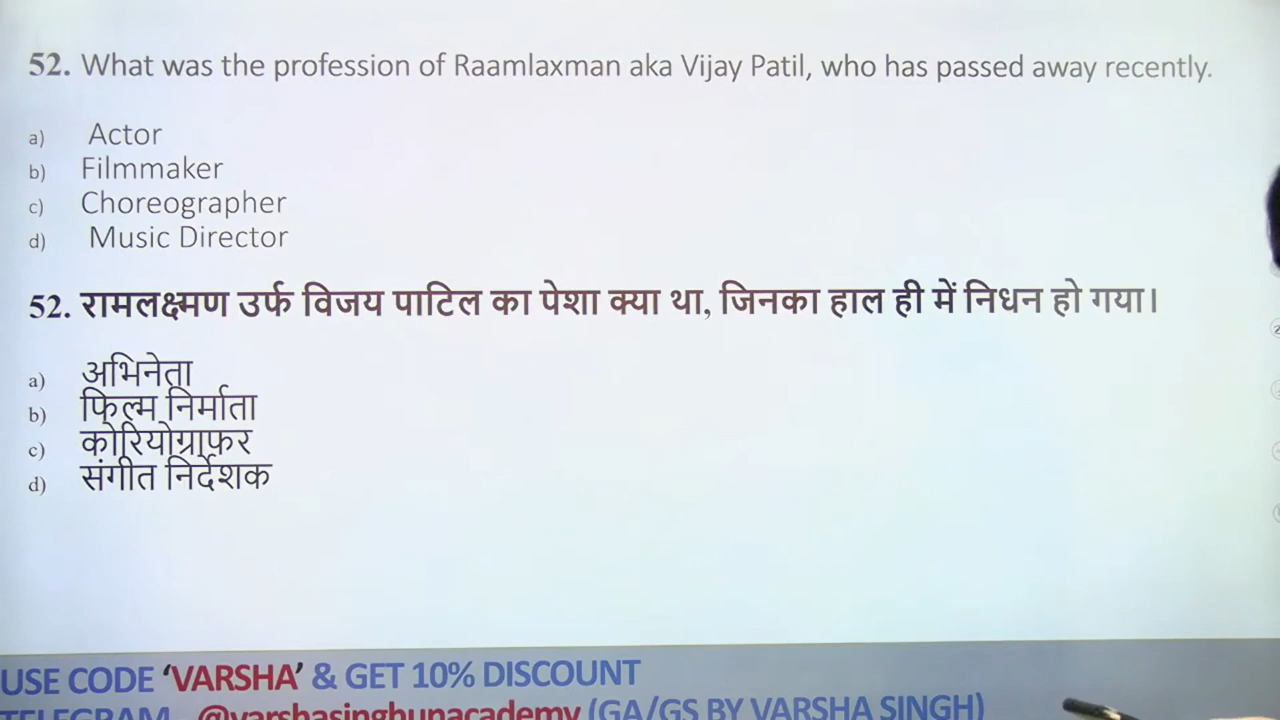 52. What was the profession of Raamlaxman aka Vijay Patil, who has passed away recently.
a) Actor
b) Filmmaker
c) Choreographer
d) Music Director
52. रामलक्ष्मण उर्फ विजय पाटिल का पेशा क्या था, जिनका हाल ही में निधन हो गया।
a) अभिनेता
b) फिल्म निर्माता
c) कोरियोग्राफ़र
d) संगीत निर्देशक
USE CODE ‘VARSHA’ & GET 10% DISCOUNT
TELEGRAM @varshasinghunacademy (GA/GS BY VARSHA SINGH)